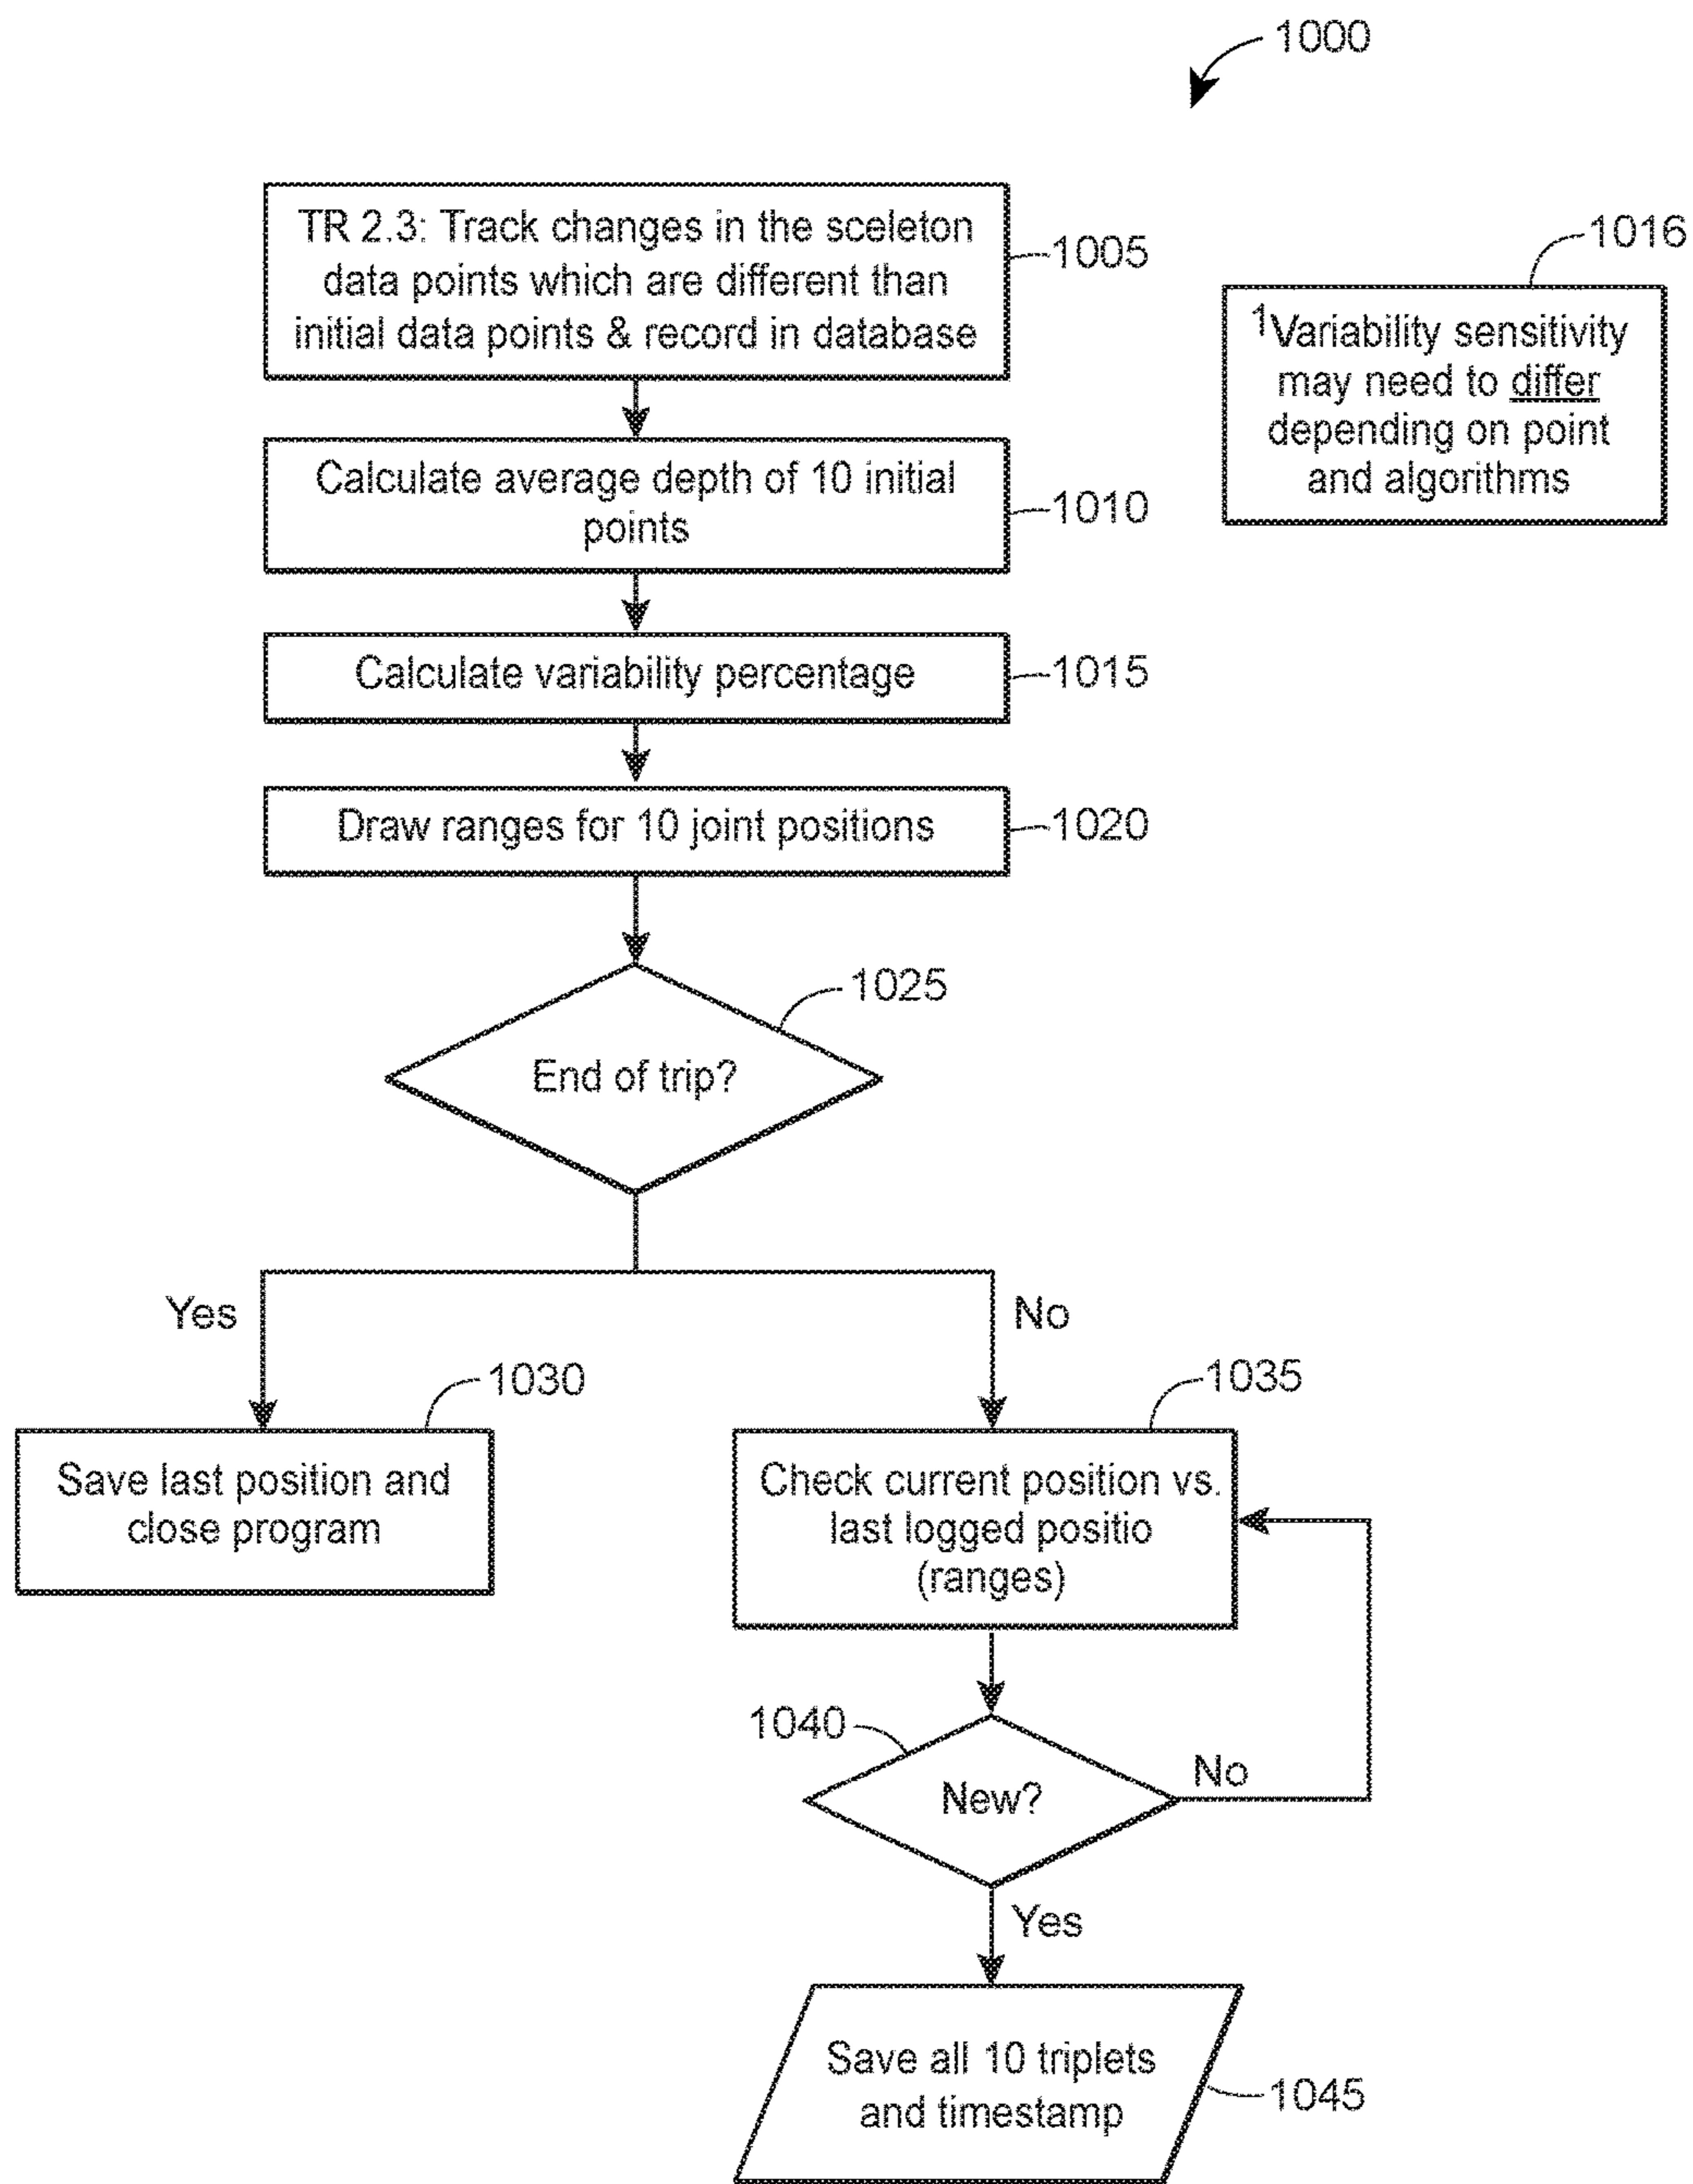 1000
TR 2.3: Track changes in the sceleton
data points which are different than
initial data points & record in database
1005
1016
¹Variability sensitivity
may need to differ
depending on point
and algorithms
Calculate average depth of 10 initial
points
1010
Calculate variability percentage
1015
Draw ranges for 10 joint positions
1020
1025
End of trip?
Yes
No
1030
Save last position and
close program
1035
Check current position vs.
last logged positio
(ranges)
1040
New?
No
Yes
Save all 10 triplets
and timestamp
1045